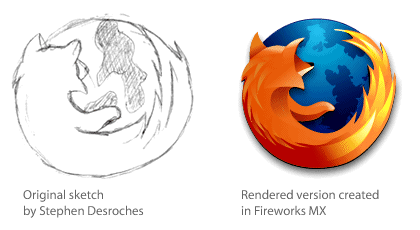 Original sketch
by Stephen Desroches
Rendered version created
in Fireworks MX